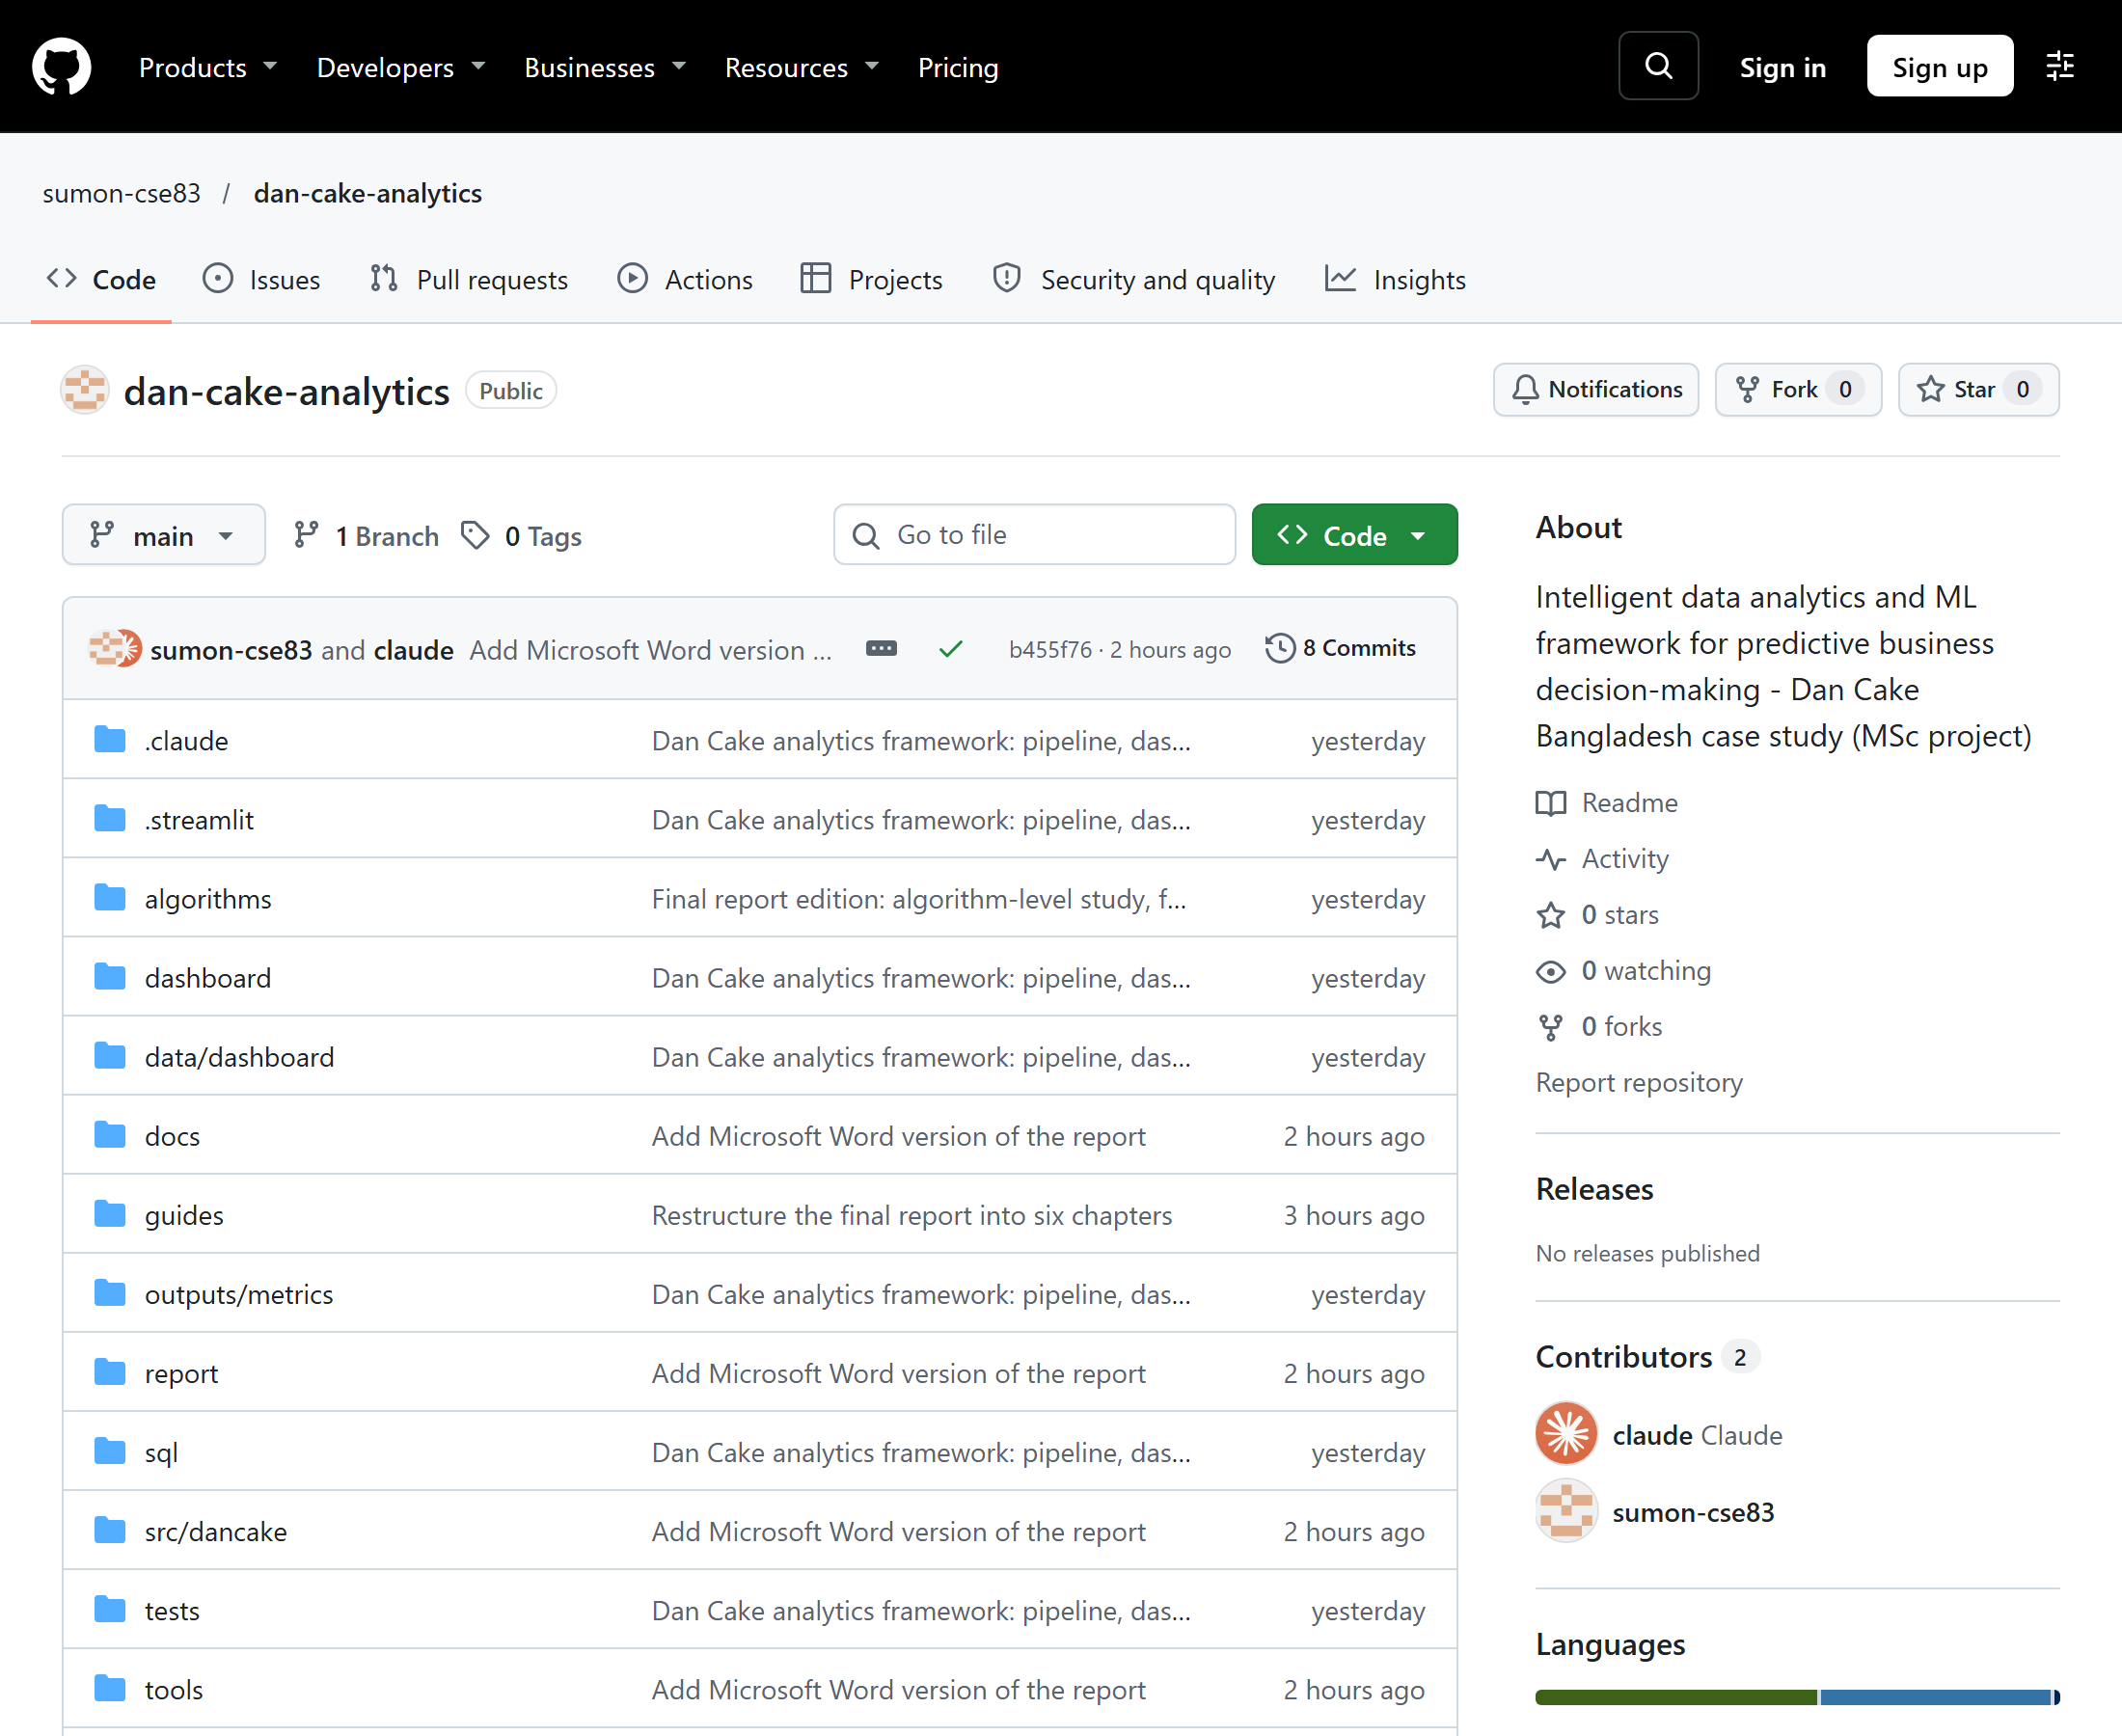 Products Developers Businesses Resources Pricing Sign in Sign up
sumon-cse83 / dan-cake-analytics
Code Issues Pull requests Actions Projects Security and quality Insights
dan-cake-analytics Public Notifications Fork 0 Star 0
main 1 Branch 0 Tags Go to file Code
sumon-cse83 and claude Add Microsoft Word version ... b455f76 · 2 hours ago 8 Commits
.claude Dan Cake analytics framework: pipeline, das... yesterday
.streamlit Dan Cake analytics framework: pipeline, das... yesterday
algorithms Final report edition: algorithm-level study, f... yesterday
dashboard Dan Cake analytics framework: pipeline, das... yesterday
data/dashboard Dan Cake analytics framework: pipeline, das... yesterday
docs Add Microsoft Word version of the report 2 hours ago
guides Restructure the final report into six chapters 3 hours ago
outputs/metrics Dan Cake analytics framework: pipeline, das... yesterday
report Add Microsoft Word version of the report 2 hours ago
sql Dan Cake analytics framework: pipeline, das... yesterday
src/dancake Add Microsoft Word version of the report 2 hours ago
tests Dan Cake analytics framework: pipeline, das... yesterday
tools Add Microsoft Word version of the report 2 hours ago
About
Intelligent data analytics and ML
framework for predictive business
decision-making - Dan Cake
Bangladesh case study (MSc project)
Readme
Activity
0 stars
0 watching
0 forks
Report repository
Releases
No releases published
Contributors 2
claude Claude
sumon-cse83
Languages